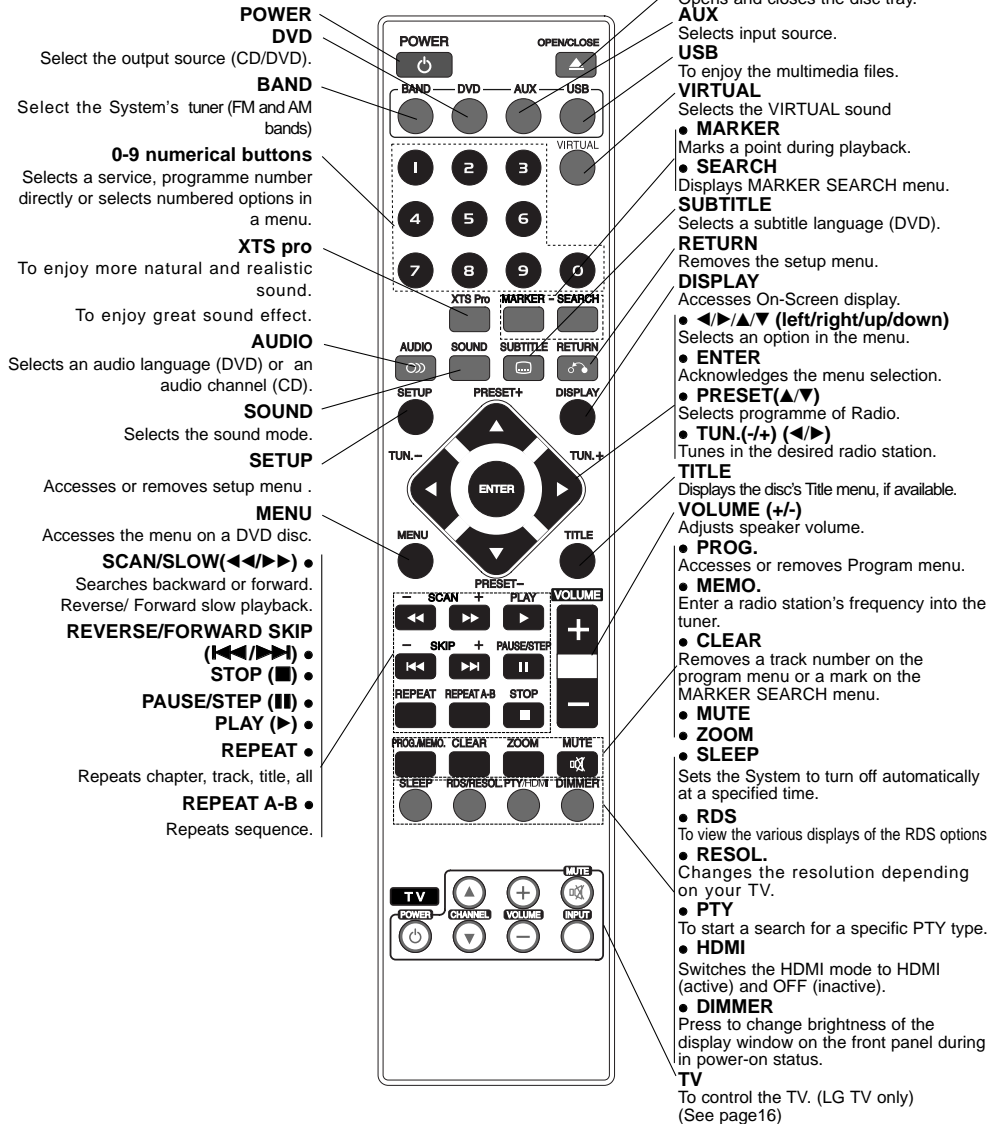 POWER
DVD
Select the output source (CD/DVD).
BAND
Select the System's tuner (FM and AM
bands)
0-9 numerical buttons
Selects a service, programme number
directly or selects numbered options in
a menu.
XTS pro
To enjoy more natural and realistic
sound.
To enjoy great sound effect.
AUDIO
Selects an audio language (DVD) or an
audio channel (CD).
SOUND
Selects the sound mode.
SETUP
Accesses or removes setup menu .
MENU
Accesses the menu on a DVD disc.
SCAN/SLOW(◀◀/▶▶) ●
Searches backward or forward.
Reverse/ Forward slow playback.
REVERSE/FORWARD SKIP
(I◀◀/▶▶I) ●
STOP (■) ●
PAUSE/STEP (II) ●
PLAY (▶) ●
REPEAT ●
Repeats chapter, track, title, all
REPEAT A-B ●
Repeats sequence.
POWER OPEN/CLOSE
BAND DVD AUX USB
VIRTUAL
1 2 3
4 5 6
7 8 9 0
XTS Pro MARKER - SEARCH
AUDIO SOUND SUBTITLE RETURN
SETUP PRESET+ DISPLAY
TUN.- TUN.+
ENTER
MENU TITLE
PRESET-
- SCAN + PLAY VOLUME
+
- SKIP + PAUSE/STEP
REPEAT REPEAT A-B STOP
-
PROG./MEMO. CLEAR ZOOM MUTE
SLEEP RDS/RESOL. PTY/HDMI DIMMER
MUTE
TV
POWER CHANNEL VOLUME INPUT
Opens and closes the disc tray.
AUX
Selects input source.
USB
To enjoy the multimedia files.
VIRTUAL
Selects the VIRTUAL sound
● MARKER
Marks a point during playback.
● SEARCH
Displays MARKER SEARCH menu.
SUBTITLE
Selects a subtitle language (DVD).
RETURN
Removes the setup menu.
DISPLAY
Accesses On-Screen display.
● ◀/▶/▲/▼ (left/right/up/down)
Selects an option in the menu.
● ENTER
Acknowledges the menu selection.
● PRESET(▲/▼)
Selects programme of Radio.
● TUN.(-/+) (◀/▶)
Tunes in the desired radio station.
TITLE
Displays the disc's Title menu, if available.
VOLUME (+/-)
Adjusts speaker volume.
● PROG.
Accesses or removes Program menu.
● MEMO.
Enter a radio station's frequency into the
tuner.
● CLEAR
Removes a track number on the
program menu or a mark on the
MARKER SEARCH menu.
● MUTE
● ZOOM
● SLEEP
Sets the System to turn off automatically
at a specified time.
● RDS
To view the various displays of the RDS options
● RESOL.
Changes the resolution depending
on your TV.
● PTY
To start a search for a specific PTY type.
● HDMI
Switches the HDMI mode to HDMI
(active) and OFF (inactive).
● DIMMER
Press to change brightness of the
display window on the front panel during
in power-on status.
TV
To control the TV. (LG TV only)
(See page16)